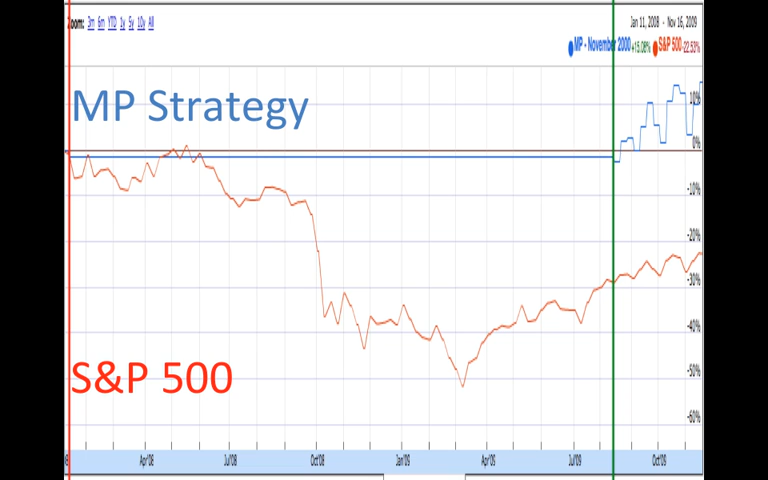 Zoom: 3m 6m YTD 1y 5y 10y All
Jan 11, 2008 - Nov 16, 2009
MP - November 2000 +15.08% S&P 500 -22.53%
MP Strategy
10%
0%
-10%
-20%
-30%
-40%
S&P 500
-50%
-60%
Apr'08 Jul'08 Oct'08 Jan'09 Apr'09 Jul'09 Oct'09